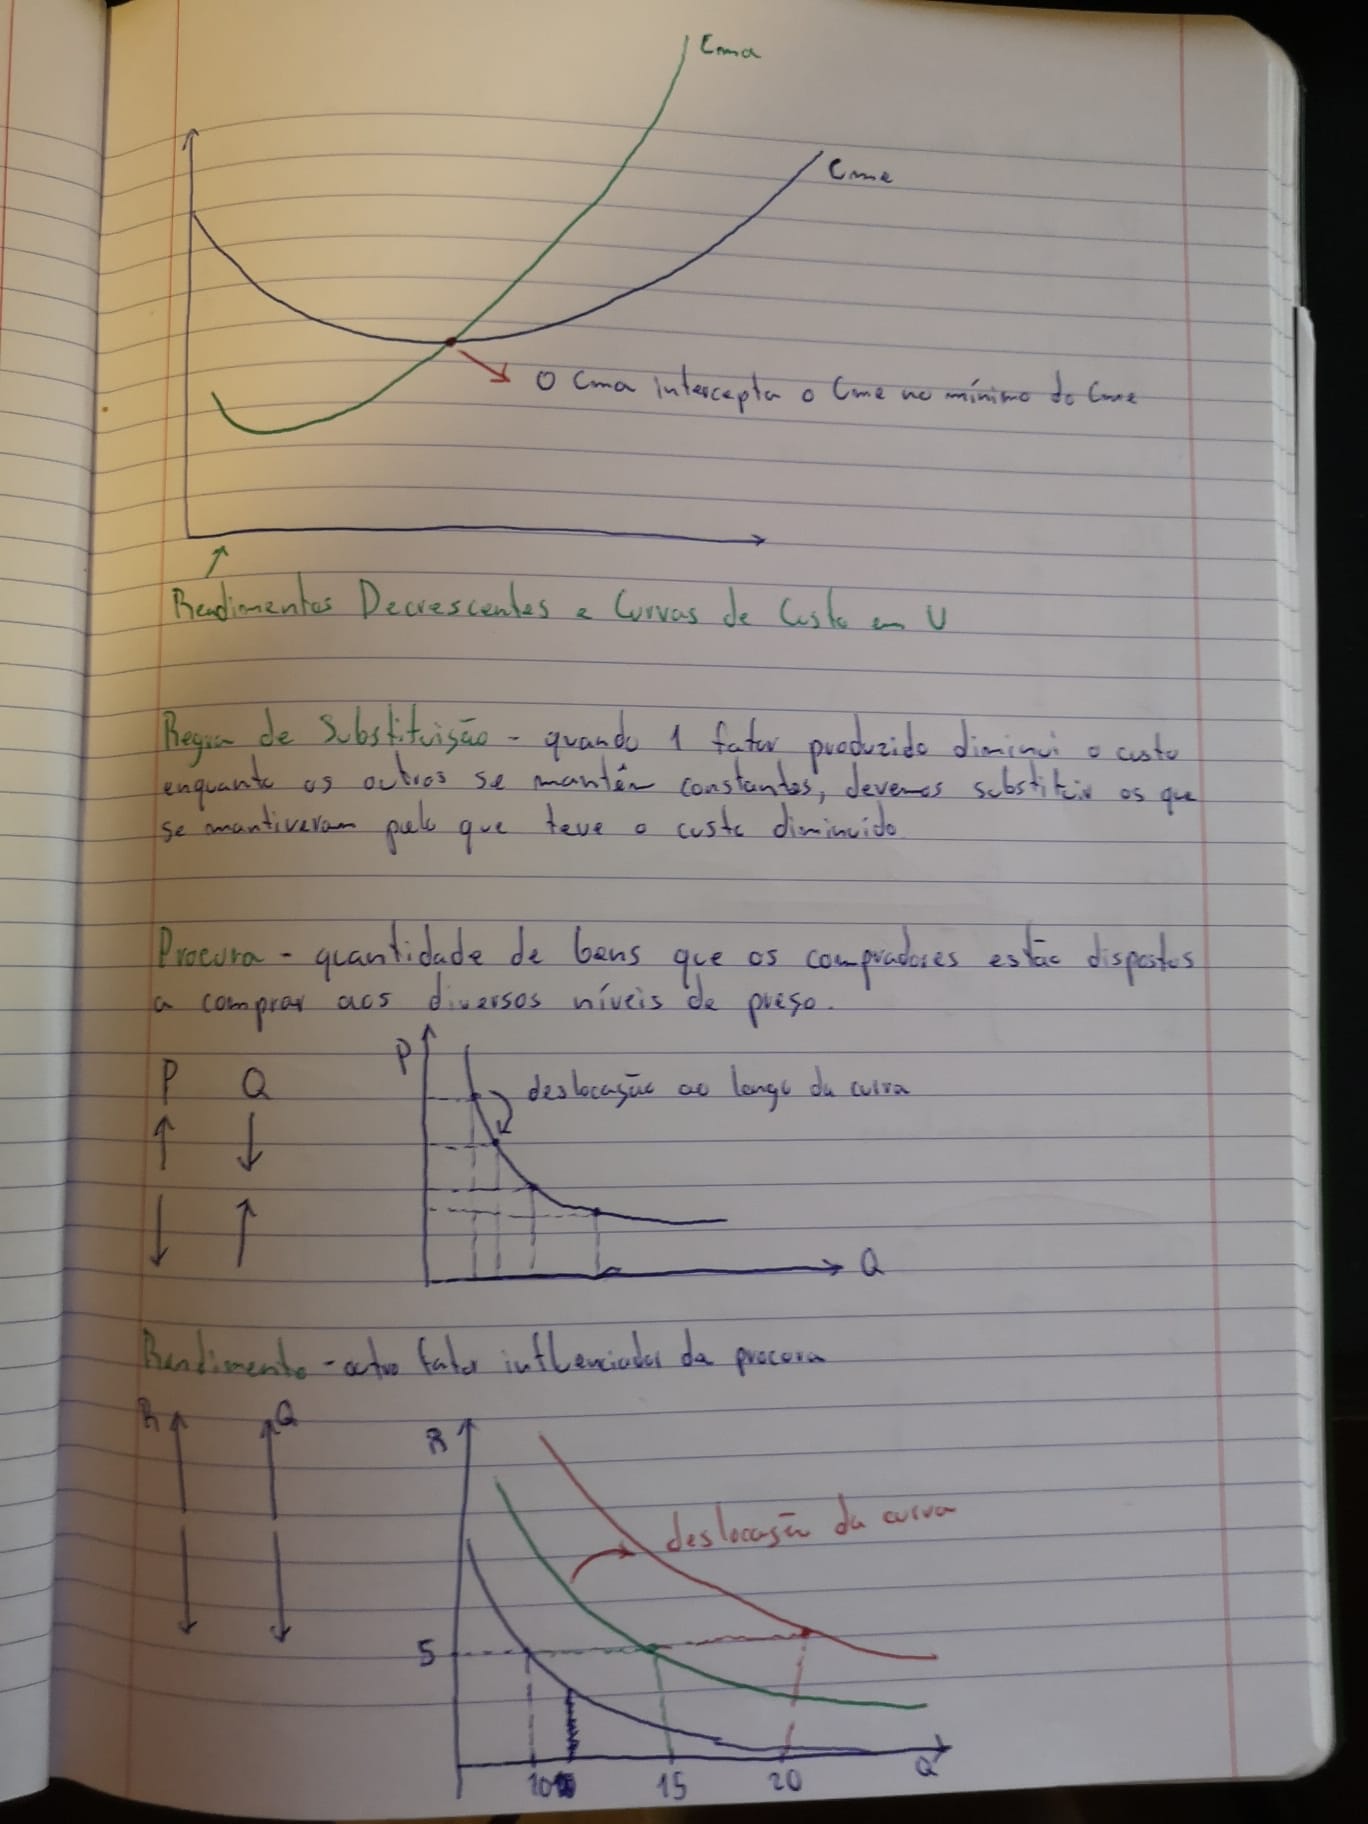 Cma
Cme
O Cma intercepta o Cme no mínimo do Cme
Rendimentos Decrescentes e Curvas de Custo em U
Regra de Substituição - quando 1 fator produzido diminui o custo
enquanto os outros se mantêm constantes, devemos substituir os que
se mantiveram pelo que teve o custo diminuido
Procura - quantidade de bens que os compradores estão dispostos
a comprar aos diversos níveis de preço.
P Q
P
deslocação ao longo da curva
Q
Rendimento - outro fator influenciador da procura
R Q
R
deslocação da curva
5
10 15 20 Q